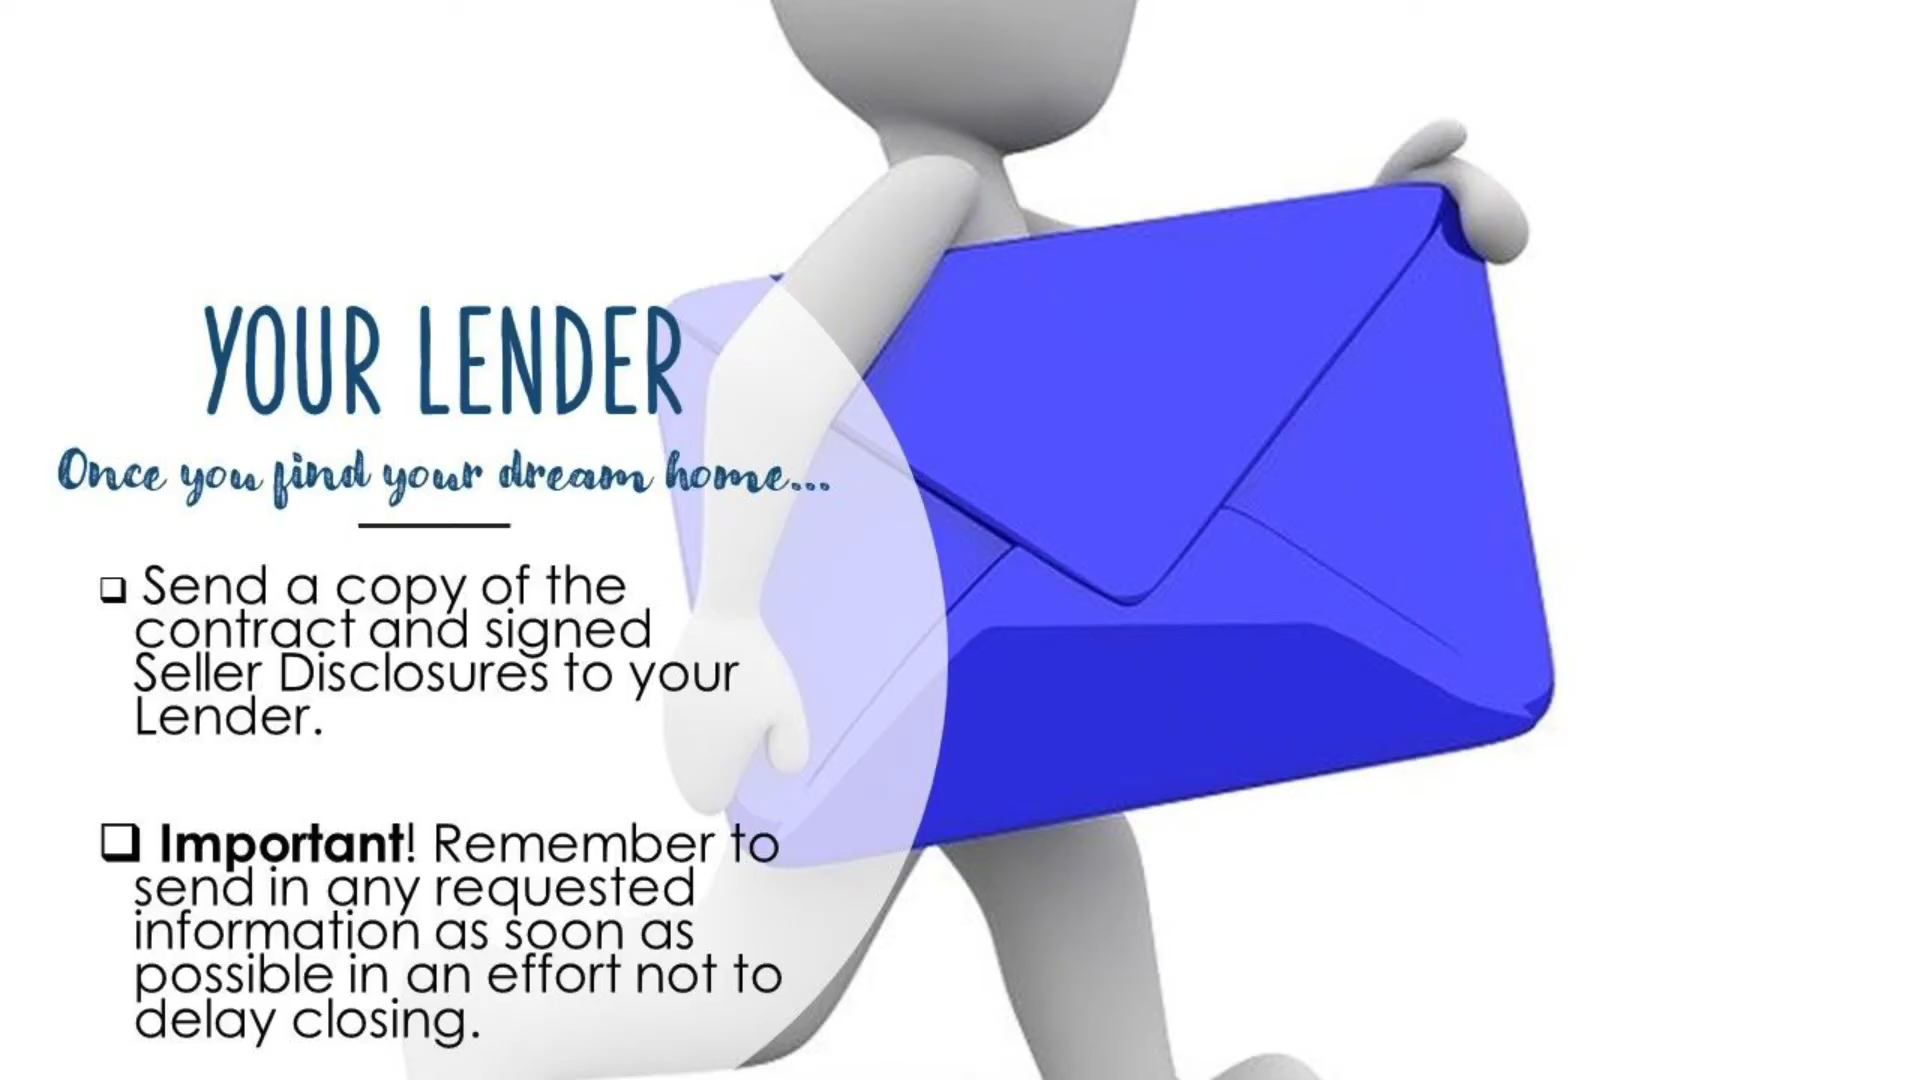 YOUR LENDER
Once you find your dream home...
❑ Send a copy of the
contract and signed
Seller Disclosures to your
Lender.
❑ Important! Remember to
send in any requested
information as soon as
possible in an effort not to
delay closing.